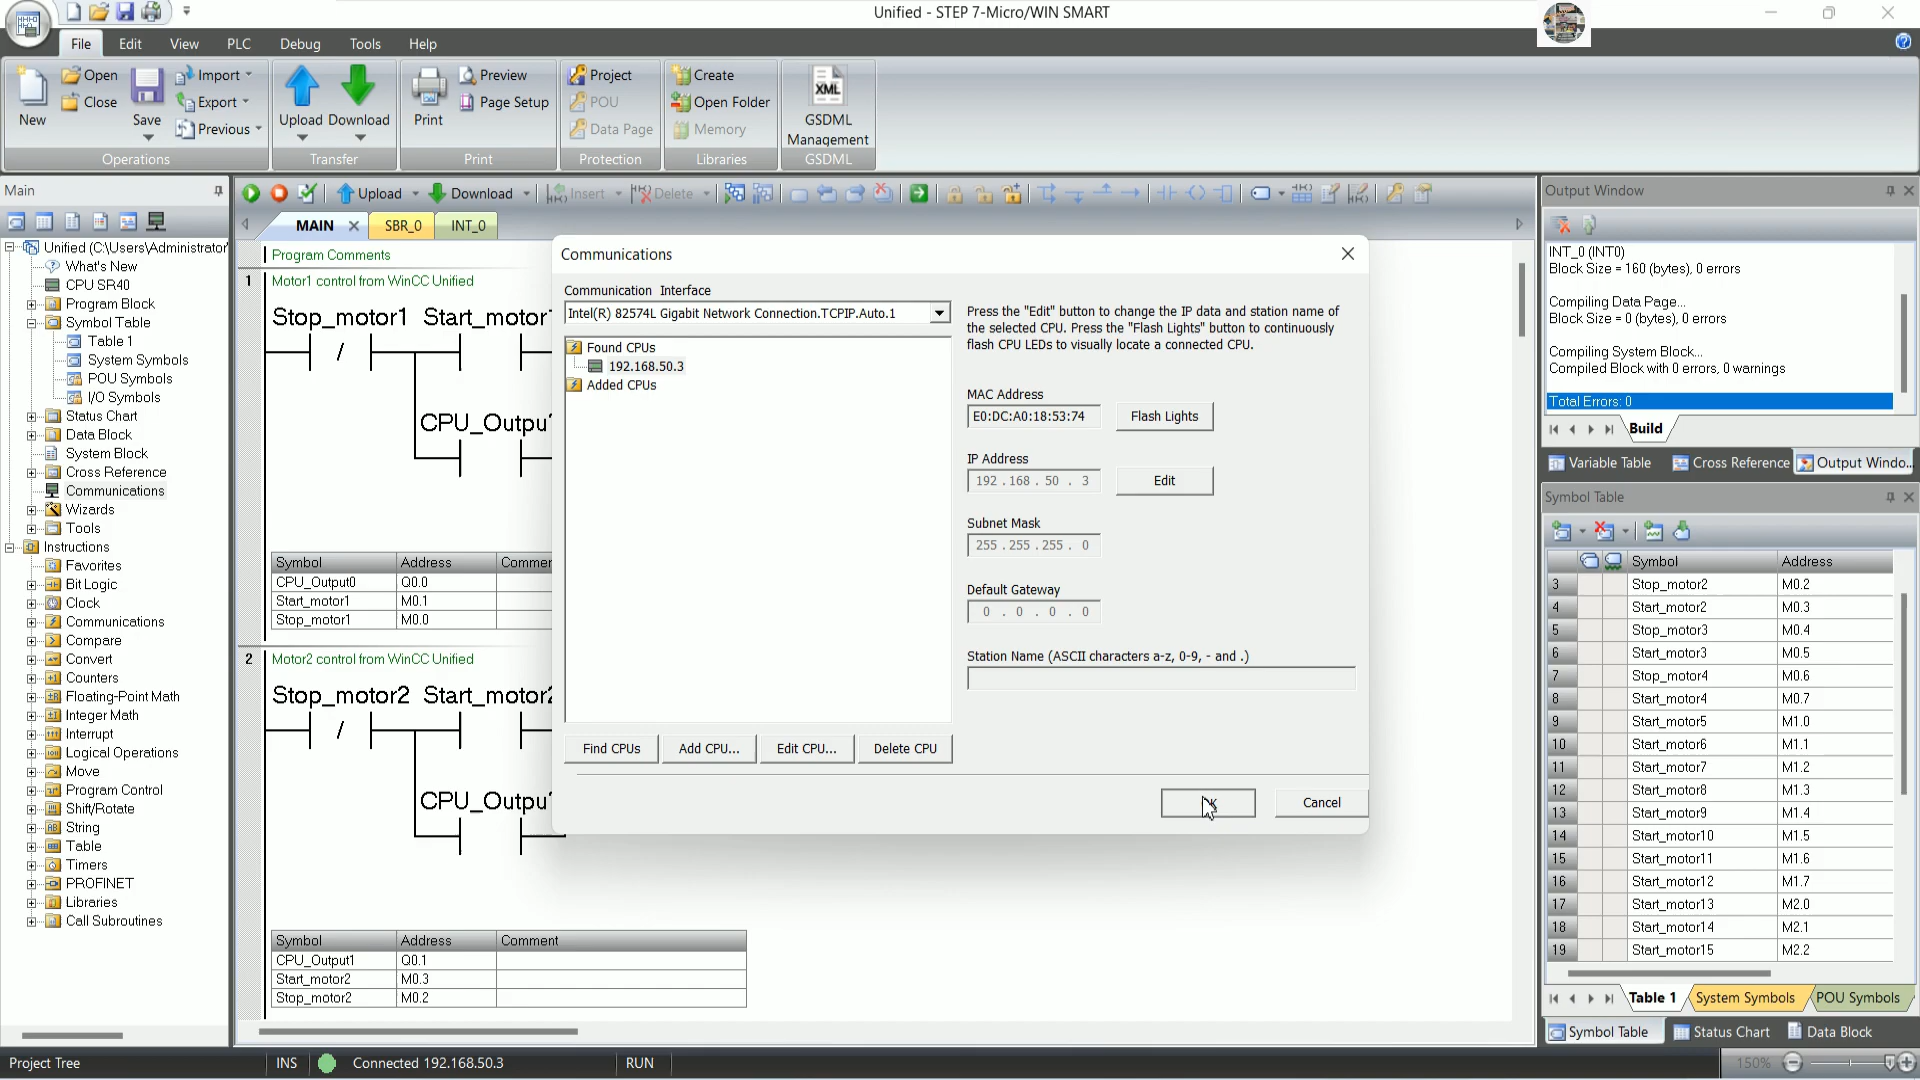 Unified - STEP 7-Micro/WIN SMART
File Edit View PLC Debug Tools Help
New
Open
Close
Save
Import
Export
Previous
Operations
Upload
Download
Transfer
Print
Preview
Page Setup
Print
Project
POU
Data Page
Protection
Create
Open Folder
Memory
Libraries
XML
GSDML
Management
GSDML
Main
Unified (C:\Users\Administrator
What's New
CPU SR40
Program Block
Symbol Table
Table 1
System Symbols
POU Symbols
I/O Symbols
Status Chart
Data Block
System Block
Cross Reference
Communications
Wizards
Tools
Instructions
Favorites
Bit Logic
Clock
Communications
Compare
Convert
Counters
Floating-Point Math
Integer Math
Interrupt
Logical Operations
Move
Program Control
Shift/Rotate
String
Table
Timers
PROFINET
Libraries
Call Subroutines
Upload Download Insert Delete
MAIN SBR_0 INT_0
Program Comments
1 Motor1 control from WinCC Unified
Stop_motor1 Start_motor1
/
CPU_Outpu
Symbol Address Commer
CPU_Output0 Q0.0
Start_motor1 M0.1
Stop_motor1 M0.0
2 Motor2 control from WinCC Unified
Stop_motor2 Start_motor2
/
CPU_Outpu
Symbol Address Comment
CPU_Output1 Q0.1
Start_motor2 M0.3
Stop_motor2 M0.2
Communications
Communication Interface
Intel(R) 82574L Gigabit Network Connection.TCPIP.Auto.1
Found CPUs
192.168.50.3
Added CPUs
Find CPUs Add CPU... Edit CPU... Delete CPU
Press the "Edit" button to change the IP data and station name of
the selected CPU. Press the "Flash Lights" button to continuously
flash CPU LEDs to visually locate a connected CPU.
MAC Address
E0:DC:A0:18:53:74 Flash Lights
IP Address
192 . 168 . 50 . 3 Edit
Subnet Mask
255 . 255 . 255 . 0
Default Gateway
0 . 0 . 0 . 0
Station Name (ASCII characters a-z, 0-9, - and .)
Cancel
Output Window
INT_0 (INT0)
Block Size = 160 (bytes), 0 errors
Compiling Data Page...
Block Size = 0 (bytes), 0 errors
Compiling System Block...
Compiled Block with 0 errors, 0 warnings
Total Errors: 0
Build
Variable Table Cross Reference Output Windo...
Symbol Table
Symbol Address
3 Stop_motor2 M0.2
4 Start_motor2 M0.3
5 Stop_motor3 M0.4
6 Start_motor3 M0.5
7 Stop_motor4 M0.6
8 Start_motor4 M0.7
9 Start_motor5 M1.0
10 Start_motor6 M1.1
11 Start_motor7 M1.2
12 Start_motor8 M1.3
13 Start_motor9 M1.4
14 Start_motor10 M1.5
15 Start_motor11 M1.6
16 Start_motor12 M1.7
17 Start_motor13 M2.0
18 Start_motor14 M2.1
19 Start_motor15 M2.2
Table 1 System Symbols POU Symbols
Symbol Table Status Chart Data Block
Project Tree INS Connected 192.168.50.3 RUN 150%